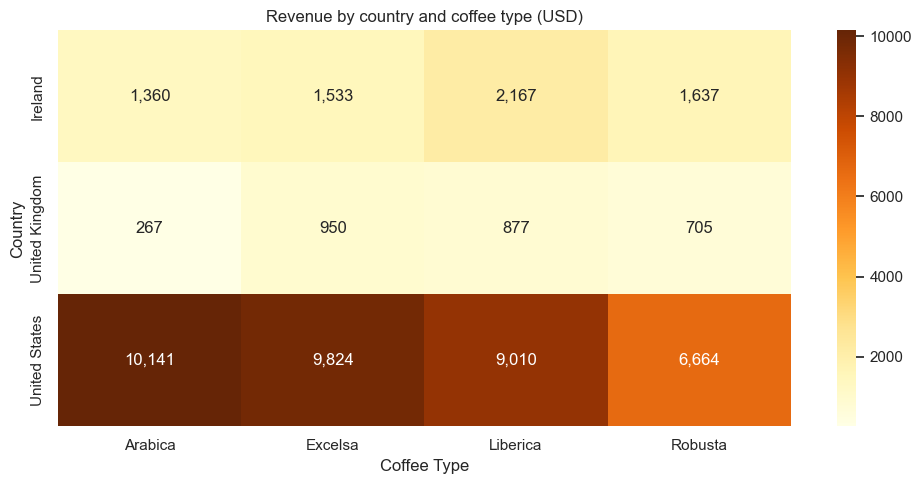 Revenue by country and coffee type (USD)
Country
Ireland
1,360 1,533 2,167 1,637
United Kingdom
267 950 877 705
United States
10,141 9,824 9,010 6,664
Arabica Excelsa Liberica Robusta
Coffee Type
10000
8000
6000
4000
2000